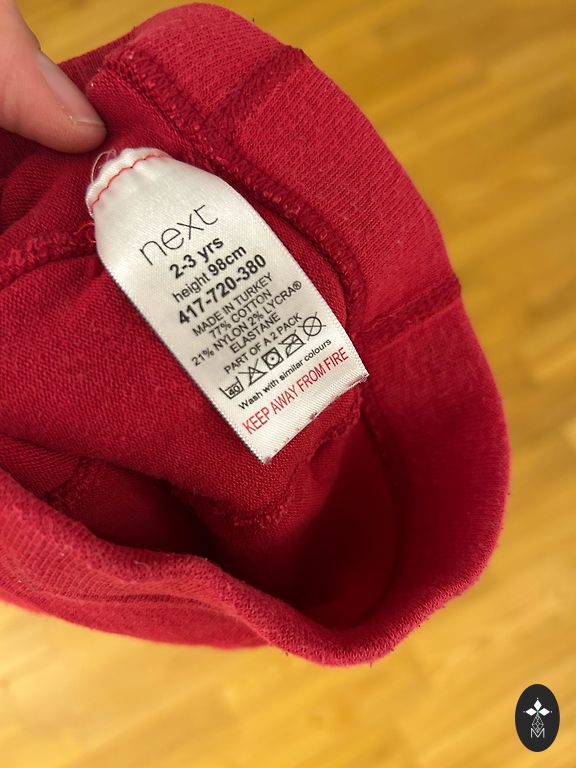 next
2-3 yrs
height 98cm
417-720-380
MADE IN TURKEY
77% COTTON
21% NYLON 2% LYCRA®
ELASTANE
PART OF A 2 PACK
40
Wash with similar colours
KEEP AWAY FROM FIRE
M